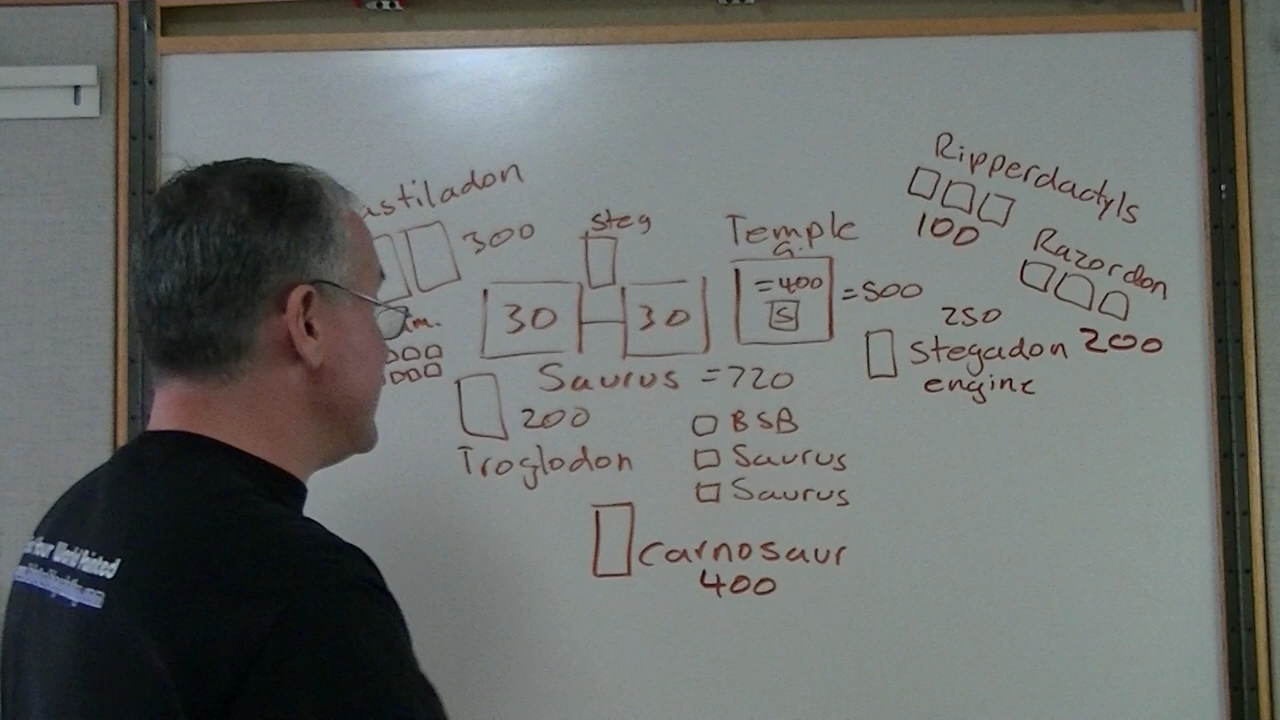 Ripperdactyls
100
Razordon
200
astiladon
300
steg
Temple
G.
=400
S
=500
250
Stegadon
engine
30
30
Saurus =720
200
Troglodon
BSB
Saurus
Saurus
Carnosaur
400